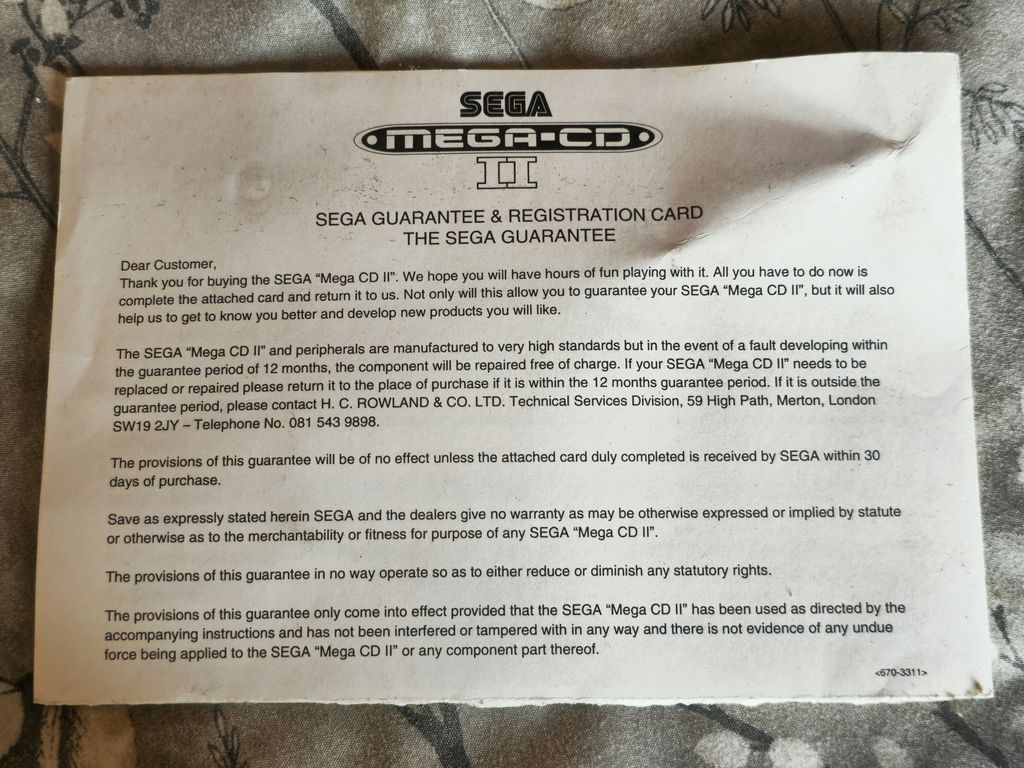 SEGA
MEGA-CD
II
SEGA GUARANTEE & REGISTRATION CARD
THE SEGA GUARANTEE
Dear Customer,
Thank you for buying the SEGA “Mega CD II”. We hope you will have hours of fun playing with it. All you have to do now is
complete the attached card and return it to us. Not only will this allow you to guarantee your SEGA “Mega CD II”, but it will also
help us to get to know you better and develop new products you will like.
The SEGA “Mega CD II” and peripherals are manufactured to very high standards but in the event of a fault developing within
the guarantee period of 12 months, the component will be repaired free of charge. If your SEGA “Mega CD II” needs to be
replaced or repaired please return it to the place of purchase if it is within the 12 months guarantee period. If it is outside the
guarantee period, please contact H. C. ROWLAND & CO. LTD. Technical Services Division, 59 High Path, Merton, London
SW19 2JY – Telephone No. 081 543 9898.
The provisions of this guarantee will be of no effect unless the attached card duly completed is received by SEGA within 30
days of purchase.
Save as expressly stated herein SEGA and the dealers give no warranty as may be otherwise expressed or implied by statute
or otherwise as to the merchantability or fitness for purpose of any SEGA “Mega CD II”.
The provisions of this guarantee in no way operate so as to either reduce or diminish any statutory rights.
The provisions of this guarantee only come into effect provided that the SEGA “Mega CD II” has been used as directed by the
accompanying instructions and has not been interfered or tampered with in any way and there is not evidence of any undue
force being applied to the SEGA “Mega CD II” or any component part thereof.
<670-3311>